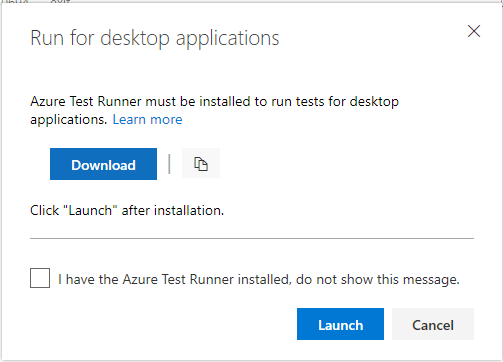 Run for desktop applications
Azure Test Runner must be installed to run tests for desktop
applications. Learn more
Download
Click "Launch" after installation.
I have the Azure Test Runner installed, do not show this message.
Launch
Cancel